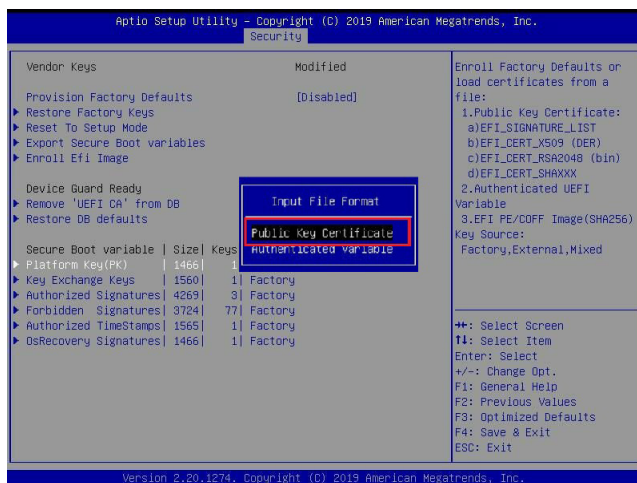 Aptio Setup Utility – Copyright (C) 2019 American Megatrends, Inc.
Security
Vendor Keys Modified
Provision Factory Defaults [Disabled]
Restore Factory Keys
Reset To Setup Mode
Export Secure Boot variables
Enroll Efi Image
Device Guard Ready
Remove 'UEFI CA' from DB
Restore DB defaults
Secure Boot variable | Size| Keys
Platform Key(PK) | 1466| 1
Key Exchange Keys | 1560| 1| Factory
Authorized Signatures| 4269| 3| Factory
Forbidden Signatures| 3724| 77| Factory
Authorized TimeStamps| 1565| 1| Factory
OsRecovery Signatures| 1466| 1| Factory
Input File Format
Public Key Certificate
Authenticated Variable
Enroll Factory Defaults or
load certificates from a
file:
1.Public Key Certificate:
a)EFI_SIGNATURE_LIST
b)EFI_CERT_X509 (DER)
c)EFI_CERT_RSA2048 (bin)
d)EFI_CERT_SHAXXX
2.Authenticated UEFI
Variable
3.EFI PE/COFF Image(SHA256)
Key Source:
Factory,External,Mixed
→←: Select Screen
↑↓: Select Item
Enter: Select
+/-: Change Opt.
F1: General Help
F2: Previous Values
F3: Optimized Defaults
F4: Save & Exit
ESC: Exit
Version 2.20.1274. Copyright (C) 2019 American Megatrends, Inc.